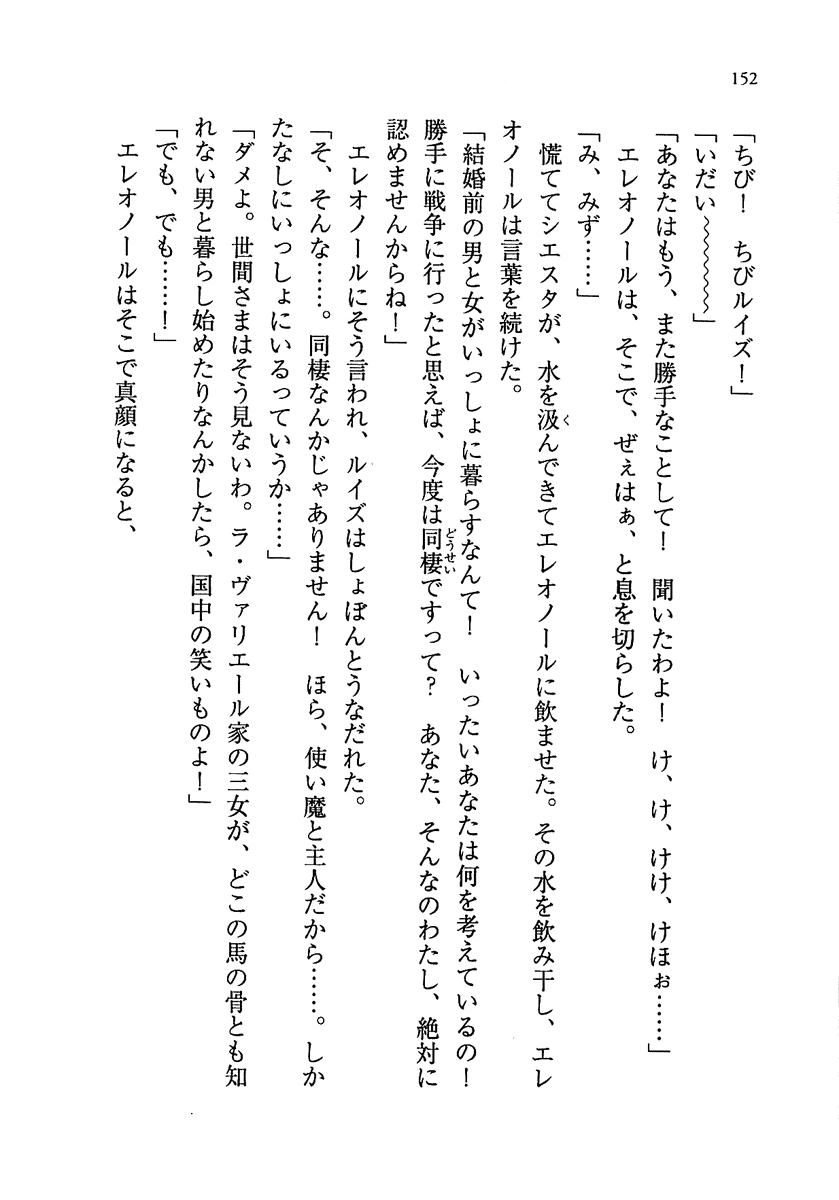 152
「ちび！　ちびルイズ！」
「いだい～～～～～～」
「あなたはもう、また勝手なことして！　聞いたわよ！　け、け、けけ、けほぉ……」
　エレオノールは、そこで、ぜぇはぁ、と息を切らした。
「み、みず……」
　慌ててシエスタが、水を汲んできてエレオノールに飲ませた。その水を飲み干し、エレ
オノールは言葉を続けた。
「結婚前の男と女がいっしょに暮らすなんて！　いったいあなたは何を考えているの！
勝手に戦争に行ったと思えば、今度は同棲ですって？　あなた、そんなのわたし、絶対に
認めませんからね！」
　エレオノールにそう言われ、ルイズはしょぼんとうなだれた。
「そ、そんな……。同棲なんかじゃありません！　ほら、使い魔と主人だから……。しか
たなしにいっしょにいるっていうか……」
「ダメよ。世間さまはそう見ないわ。ラ・ヴァリエール家の三女が、どこの馬の骨とも知
れない男と暮らし始めたりなんかしたら、国中の笑いものよ！」
「でも、でも……！」
　エレオノールはそこで真顔になると、